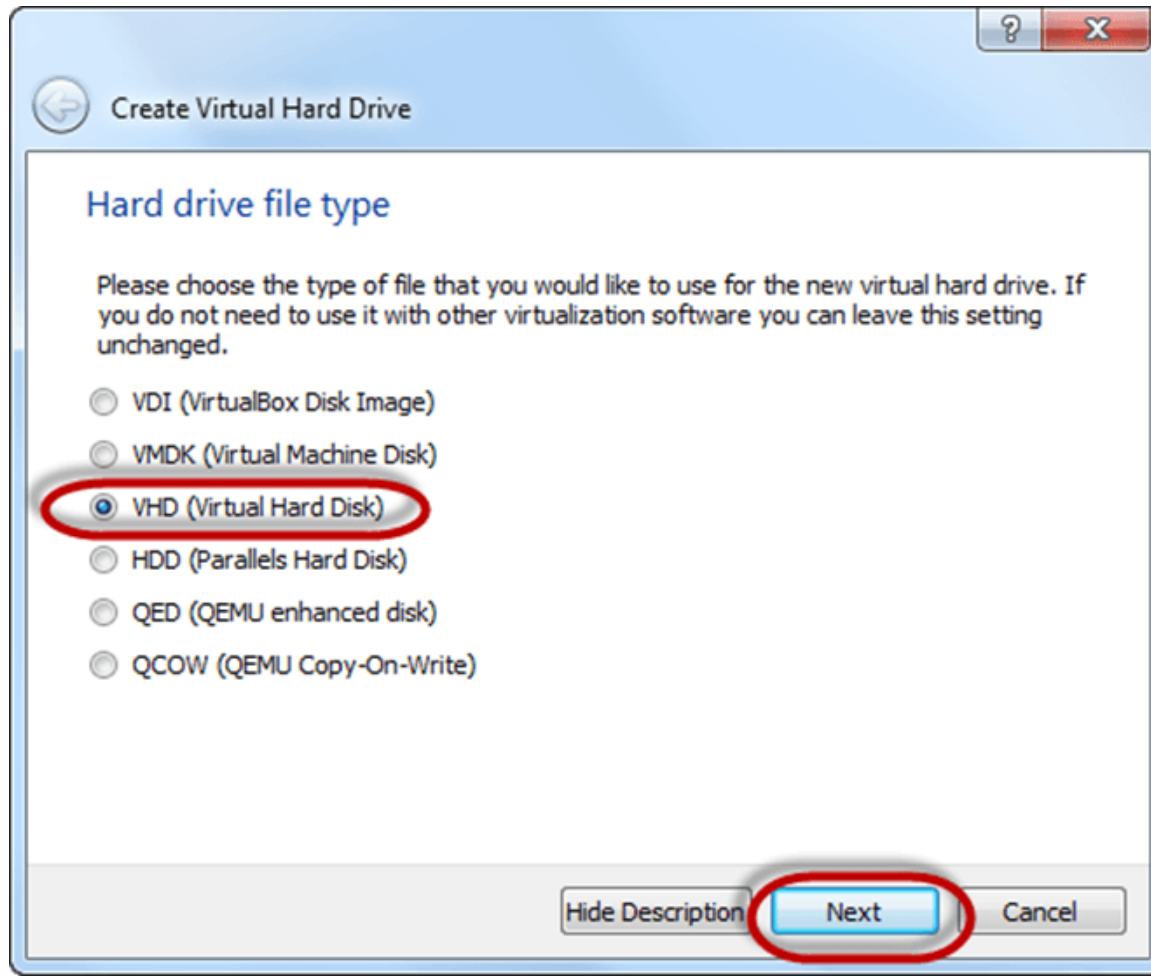 Create Virtual Hard Drive
Hard drive file type
Please choose the type of file that you would like to use for the new virtual hard drive. If
you do not need to use it with other virtualization software you can leave this setting
unchanged.
VDI (VirtualBox Disk Image)
VMDK (Virtual Machine Disk)
VHD (Virtual Hard Disk)
HDD (Parallels Hard Disk)
QED (QEMU enhanced disk)
QCOW (QEMU Copy-On-Write)
Hide Description Next Cancel